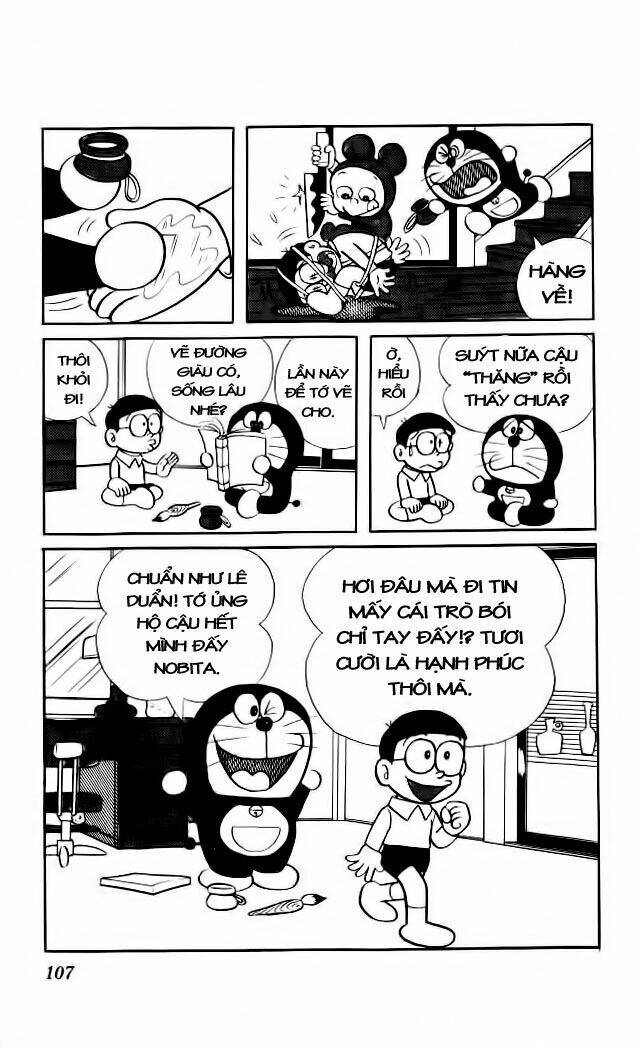 HÀNG
VỀ!
THÔI
KHỎI
ĐI!
VẼ ĐƯỜNG
GIÀU CÓ,
SỐNG LÂU
NHÉ?
LẦN NÀY
ĐỂ TỚ VẼ
CHO.
Ờ,
HIỂU
RỒI
SUÝT NỮA CẬU
“THĂNG” RỒI
THẤY CHƯA?
CHUẨN NHƯ LÊ
DUẨN! TỚ ỦNG
HỘ CẬU HẾT
MÌNH ĐẤY
NOBITA.
HƠI ĐÂU MÀ ĐI TIN
MẤY CÁI TRÒ BÓI
CHỈ TAY ĐẤY!? TƯƠI
CƯỜI LÀ HẠNH PHÚC
THÔI MÀ.
107